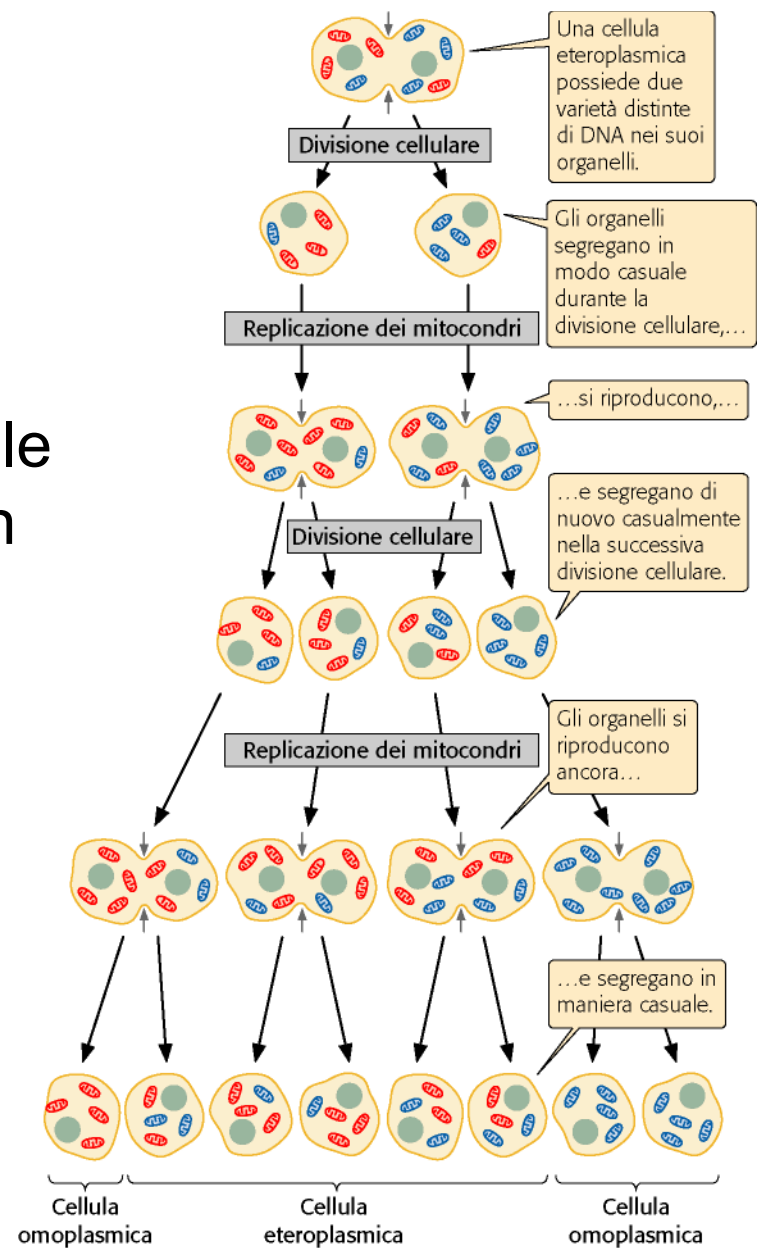 Una cellula
eteroplasmica
possiede due
varietà distinte
di DNA nei suoi
organelli.
Divisione cellulare
Gli organelli
segregano in
modo casuale
durante la
divisione cellulare,...
Replicazione dei mitocondri
...si riproducono,...
le
n
...e segregano di
nuovo casualmente
nella successiva
divisione cellulare.
Divisione cellulare
Gli organelli si
riproducono
ancora...
Replicazione dei mitocondri
...e segregano in
maniera casuale.
Cellula
omoplasmica
Cellula
eteroplasmica
Cellula
omoplasmica